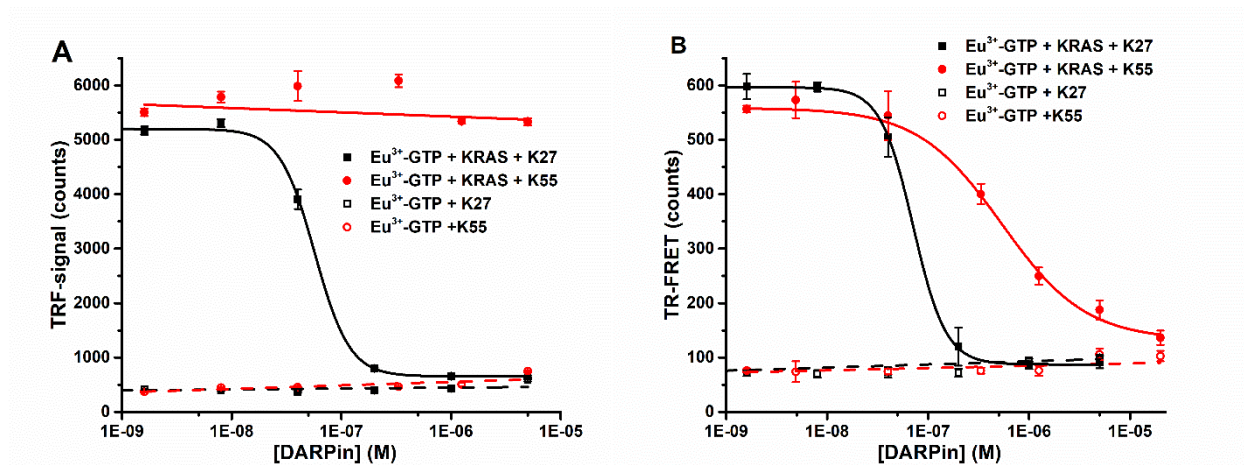 A
TRF-signal (counts)
6000
5000
4000
3000
2000
1000
0
Eu³⁺-GTP + KRAS + K27
Eu³⁺-GTP + KRAS + K55
Eu³⁺-GTP + K27
Eu³⁺-GTP +K55
1E-09 1E-08 1E-07 1E-06 1E-05
[DARPin] (M)
B
TR-FRET (counts)
600
500
400
300
200
100
0
Eu³⁺-GTP + KRAS + K27
Eu³⁺-GTP + KRAS + K55
Eu³⁺-GTP + K27
Eu³⁺-GTP +K55
1E-09 1E-08 1E-07 1E-06 1E-05
[DARPin] (M)